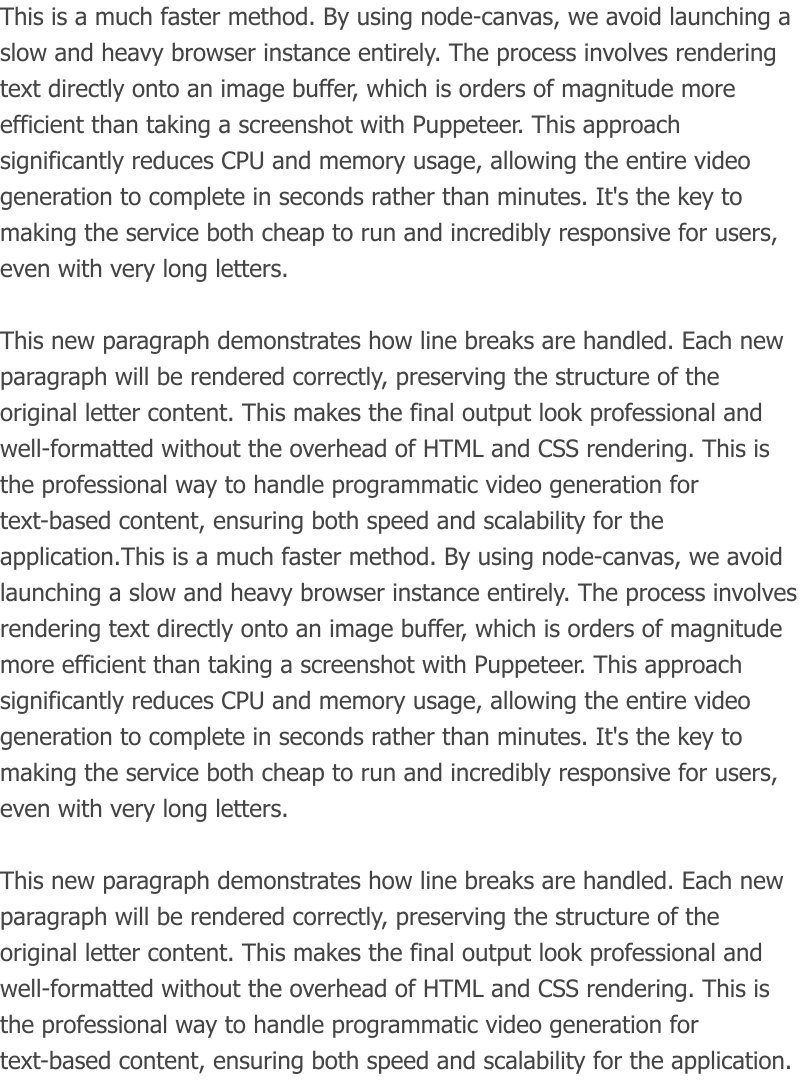 This is a much faster method. By using node-canvas, we avoid launching a
slow and heavy browser instance entirely. The process involves rendering
text directly onto an image buffer, which is orders of magnitude more
efficient than taking a screenshot with Puppeteer. This approach
significantly reduces CPU and memory usage, allowing the entire video
generation to complete in seconds rather than minutes. It's the key to
making the service both cheap to run and incredibly responsive for users,
even with very long letters.

This new paragraph demonstrates how line breaks are handled. Each new
paragraph will be rendered correctly, preserving the structure of the
original letter content. This makes the final output look professional and
well-formatted without the overhead of HTML and CSS rendering. This is
the professional way to handle programmatic video generation for
text-based content, ensuring both speed and scalability for the
application.This is a much faster method. By using node-canvas, we avoid
launching a slow and heavy browser instance entirely. The process involves
rendering text directly onto an image buffer, which is orders of magnitude
more efficient than taking a screenshot with Puppeteer. This approach
significantly reduces CPU and memory usage, allowing the entire video
generation to complete in seconds rather than minutes. It's the key to
making the service both cheap to run and incredibly responsive for users,
even with very long letters.

This new paragraph demonstrates how line breaks are handled. Each new
paragraph will be rendered correctly, preserving the structure of the
original letter content. This makes the final output look professional and
well-formatted without the overhead of HTML and CSS rendering. This is
the professional way to handle programmatic video generation for
text-based content, ensuring both speed and scalability for the application.